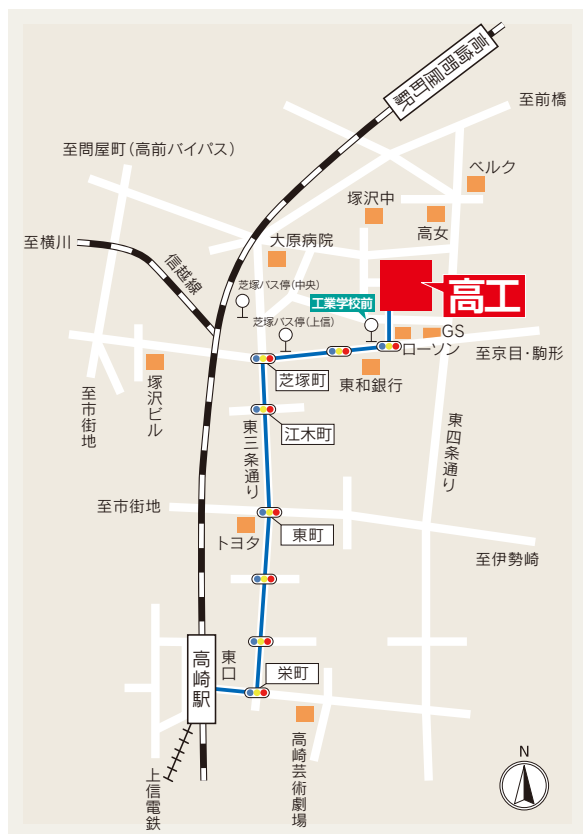 高崎問屋町駅
至前橋
至問屋町(高前バイパス)
ベルク
塚沢中
高女
大原病院
至横川
信越線
芝塚バス停(中央)
高工
工業学校前
芝塚バス停(上信)
GS
ローソン
至京目・駒形
東和銀行
芝塚町
塚沢ビル
至市街地
江木町
東三条通り
東四条通り
至市街地
東町
トヨタ
至伊勢崎
東口
高崎駅
栄町
高崎芸術劇場
上信電鉄
N